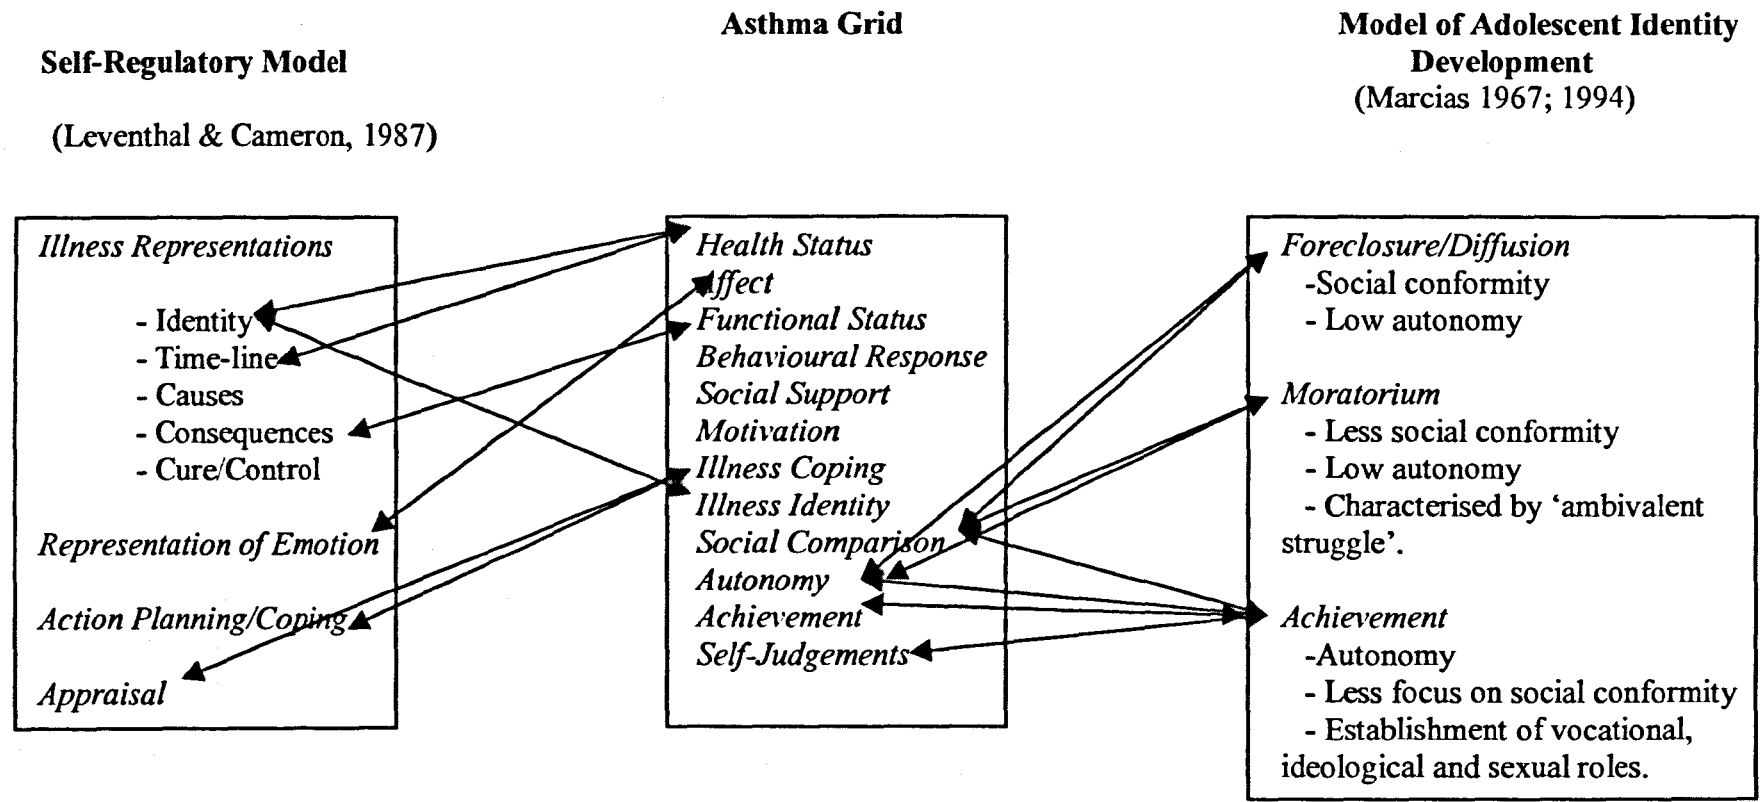 Asthma Grid
Model of Adolescent Identity
Development
(Marcias 1967; 1994)
Self-Regulatory Model
(Leventhal & Cameron, 1987)
Illness Representations
- Identity
- Time-line
- Causes
- Consequences
- Cure/Control
Representation of Emotion
Action Planning/Coping
Appraisal
Health Status
Affect
Functional Status
Behavioural Response
Social Support
Motivation
Illness Coping
Illness Identity
Social Comparison
Autonomy
Achievement
Self-Judgements
Foreclosure/Diffusion
-Social conformity
- Low autonomy
Moratorium
- Less social conformity
- Low autonomy
- Characterised by ‘ambivalent
struggle’.
Achievement
-Autonomy
- Less focus on social conformity
- Establishment of vocational,
ideological and sexual roles.